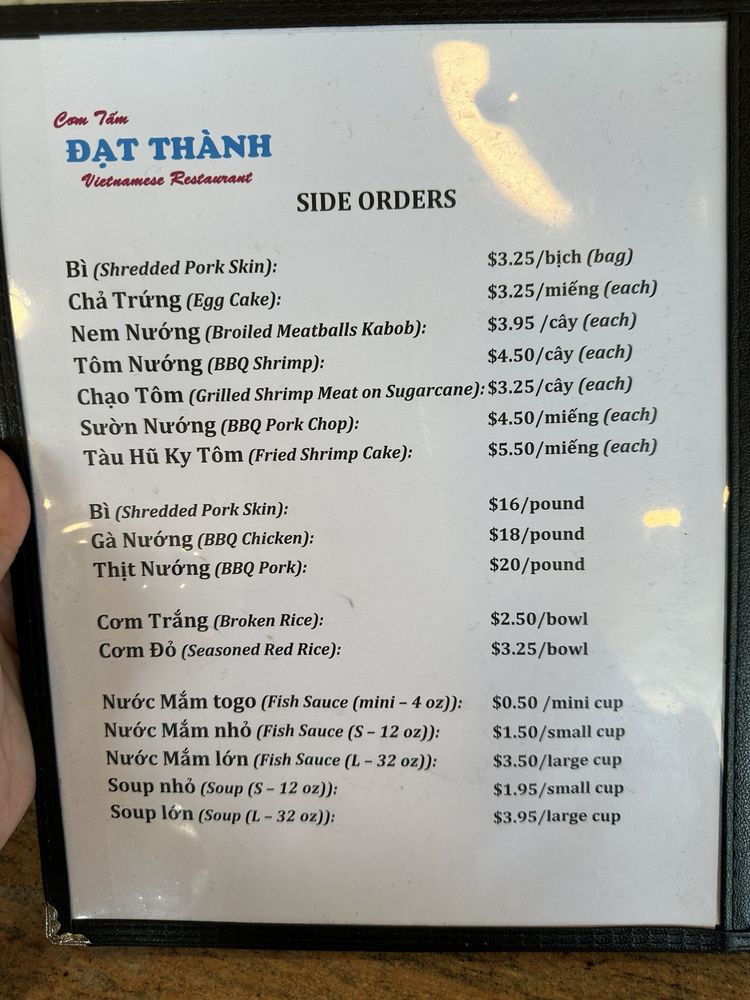 Cơm Tấm
ĐẠT THÀNH
Vietnamese Restaurant
SIDE ORDERS
Bì (Shredded Pork Skin): $3.25/bịch (bag)
Chả Trứng (Egg Cake): $3.25/miếng (each)
Nem Nướng (Broiled Meatballs Kabob): $3.95 /cây (each)
Tôm Nướng (BBQ Shrimp): $4.50/cây (each)
Chạo Tôm (Grilled Shrimp Meat on Sugarcane): $3.25/cây (each)
Sườn Nướng (BBQ Pork Chop): $4.50/miếng (each)
Tàu Hũ Ky Tôm (Fried Shrimp Cake): $5.50/miếng (each)
Bì (Shredded Pork Skin): $16/pound
Gà Nướng (BBQ Chicken): $18/pound
Thịt Nướng (BBQ Pork): $20/pound
Cơm Trắng (Broken Rice): $2.50/bowl
Cơm Đỏ (Seasoned Red Rice): $3.25/bowl
Nước Mắm togo (Fish Sauce (mini – 4 oz)): $0.50 /mini cup
Nước Mắm nhỏ (Fish Sauce (S – 12 oz)): $1.50/small cup
Nước Mắm lớn (Fish Sauce (L – 32 oz)): $3.50/large cup
Soup nhỏ (Soup (S – 12 oz)): $1.95/small cup
Soup lớn (Soup (L – 32 oz)): $3.95/large cup